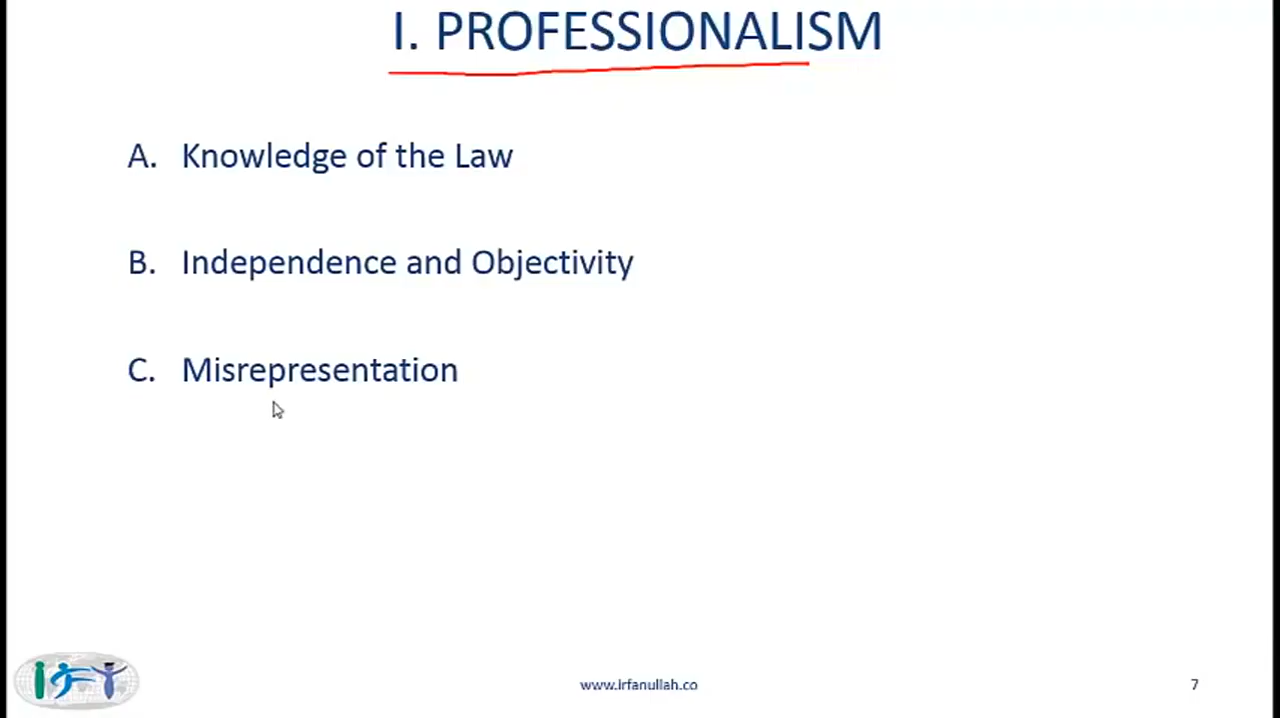 I. PROFESSIONALISM
A. Knowledge of the Law
B. Independence and Objectivity
C. Misrepresentation
www.irfanullah.co
7